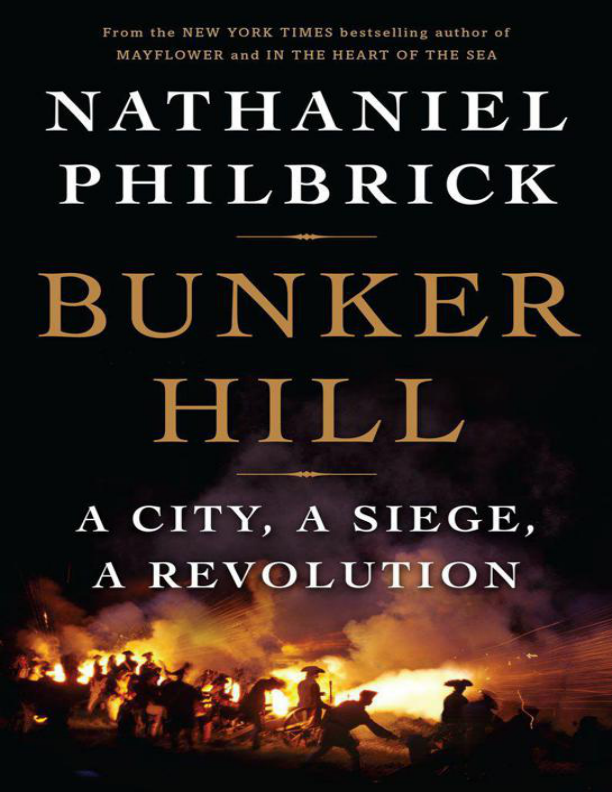 From the NEW YORK TIMES bestselling author of
MAYFLOWER and IN THE HEART OF THE SEA
NATHANIEL
PHILBRICK
BUNKER
HILL
A CITY, A SIEGE,
A REVOLUTION